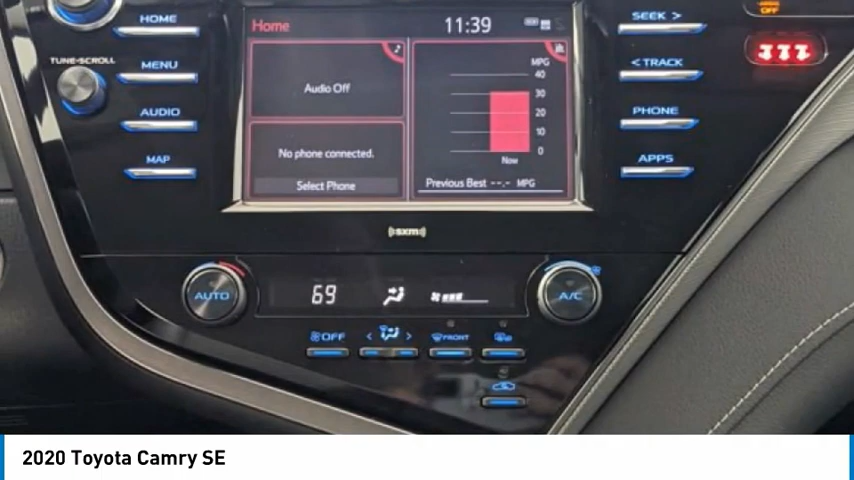 HOME
Home
11:39
SEEK >
OFF
TUNE•SCROLL
MENU
Audio Off
MPG
40
30
20
10
0
Now
< TRACK
AUDIO
No phone connected.
PHONE
MAP
Select Phone
Previous Best --.- MPG
APPS
((sxm))
AUTO
69
A/C
OFF
< >
FRONT
2020 Toyota Camry SE